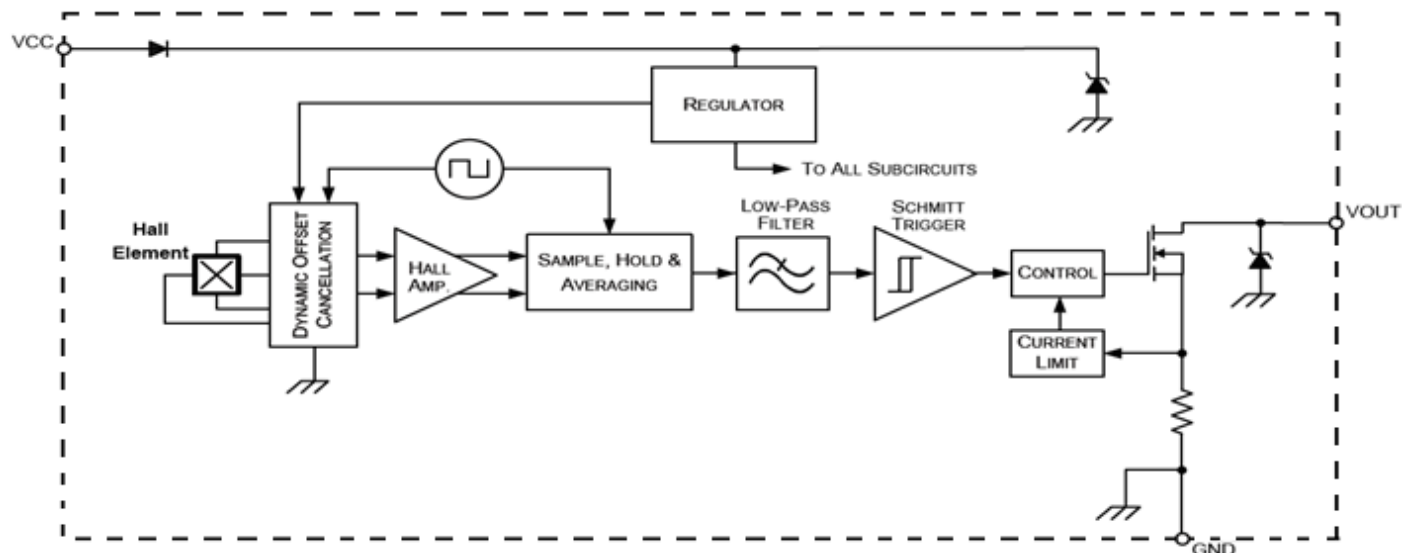 VCC
REGULATOR
TO ALL SUBCIRCUITS
Hall
Element
DYNAMIC OFFSET
CANCELLATION
HALL
AMP.
SAMPLE, HOLD &
AVERAGING
LOW-PASS
FILTER
SCHMITT
TRIGGER
CONTROL
CURRENT
LIMIT
VOUT
GND